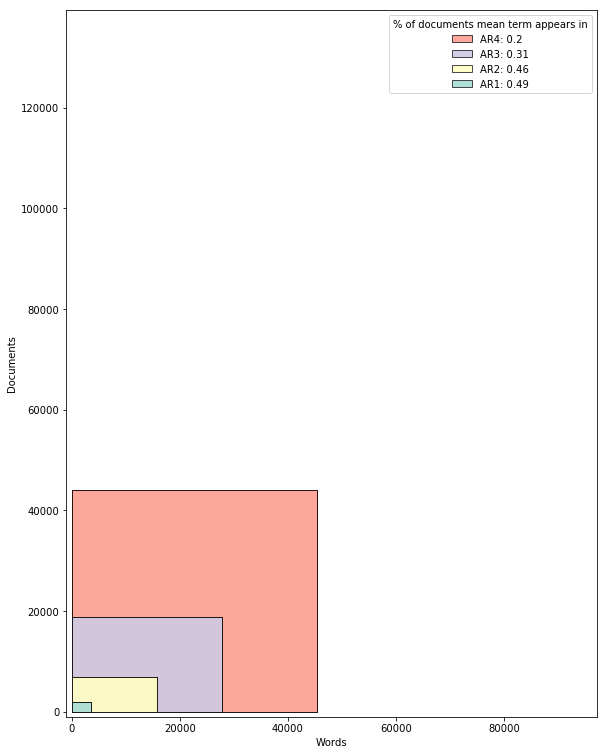 % of documents mean term appears in
AR4: 0.2
AR3: 0.31
AR2: 0.46
AR1: 0.49
120000
100000
80000
60000
40000
20000
0
Documents
0 20000 40000 60000 80000
Words